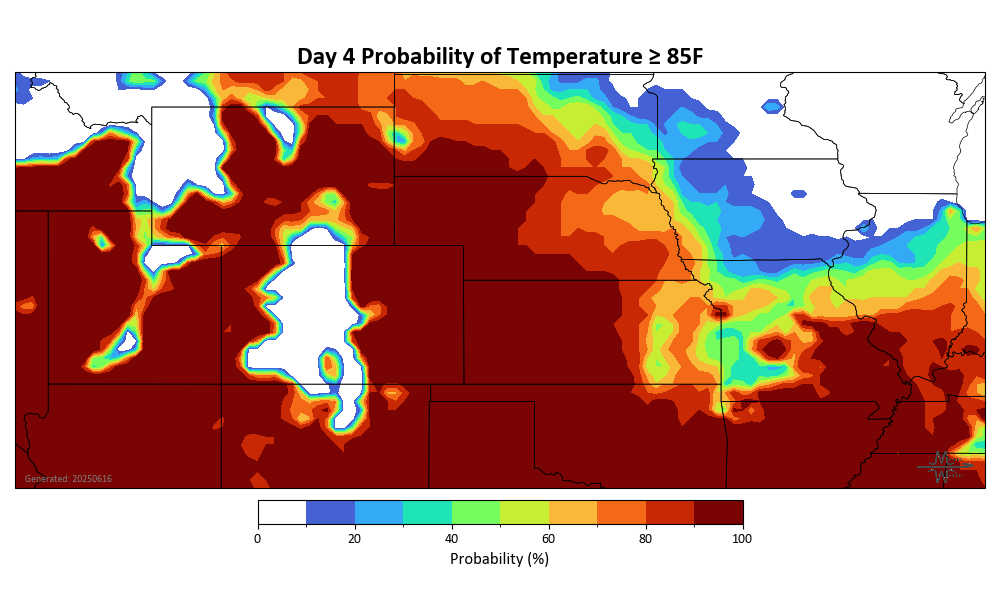 Day 4 Probability of Temperature ≥ 85F
Generated: 20250616
0 20 40 60 80 100
Probability (%)